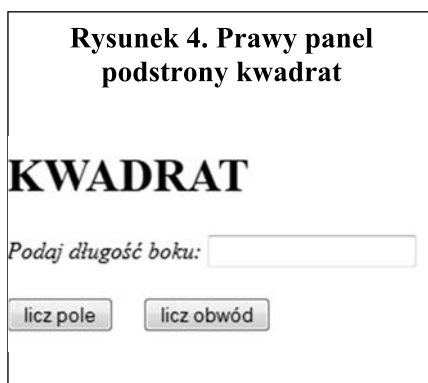 Rysunek 4. Prawy panel
podstrony kwadrat
KWADRAT
Podaj długość boku:
licz pole licz obwód